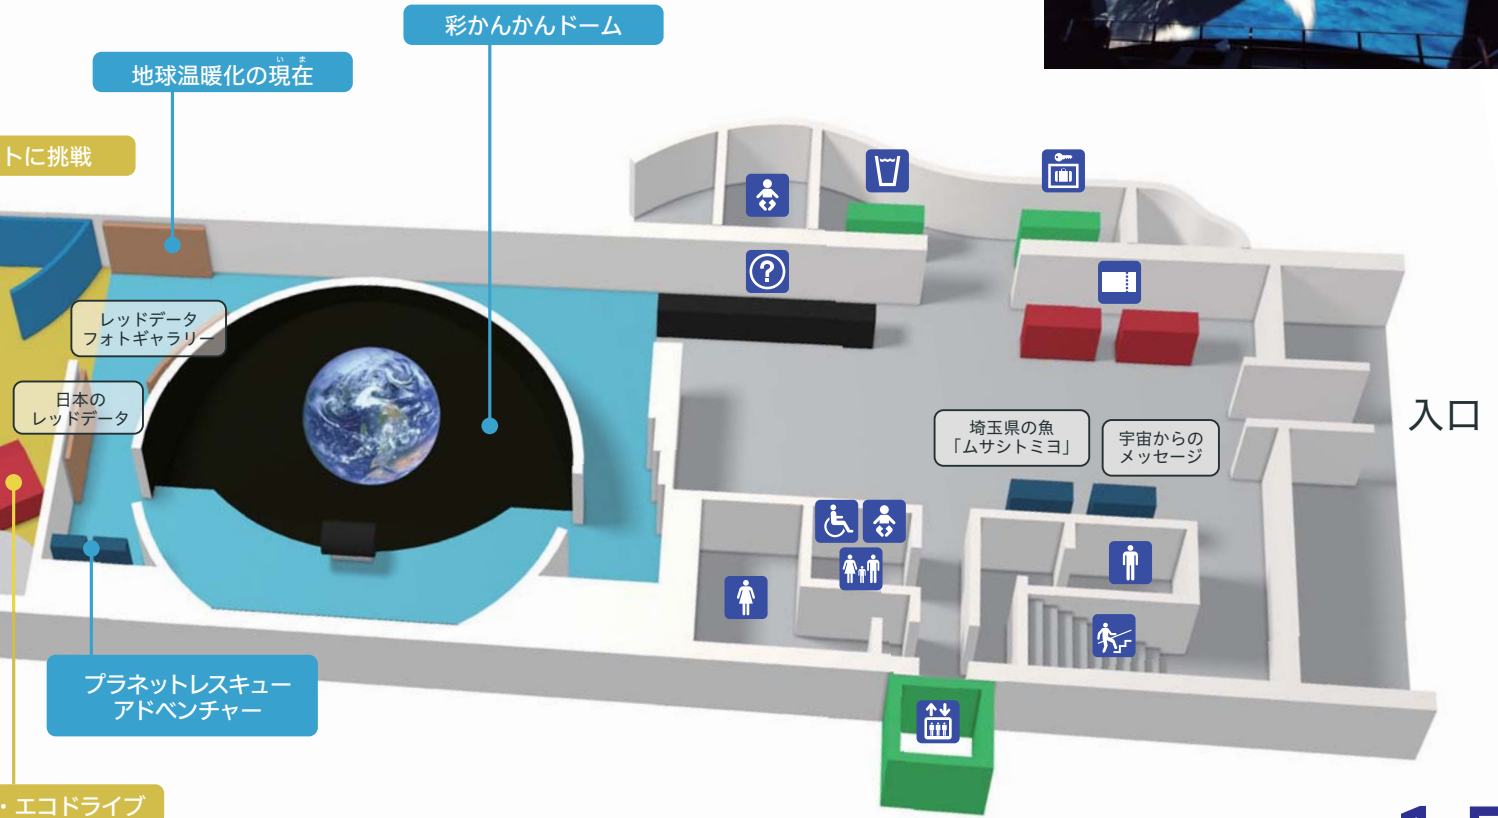 彩かんかんドーム
地球温暖化の現在
いま
トに挑戦
レッドデータ
フォトギャラリー
日本の
レッドデータ
埼玉県の魚
「ムサシトミヨ」
宇宙からの
メッセージ
入口
?
プラネットレスキュー
アドベンチャー
・エコドライブ